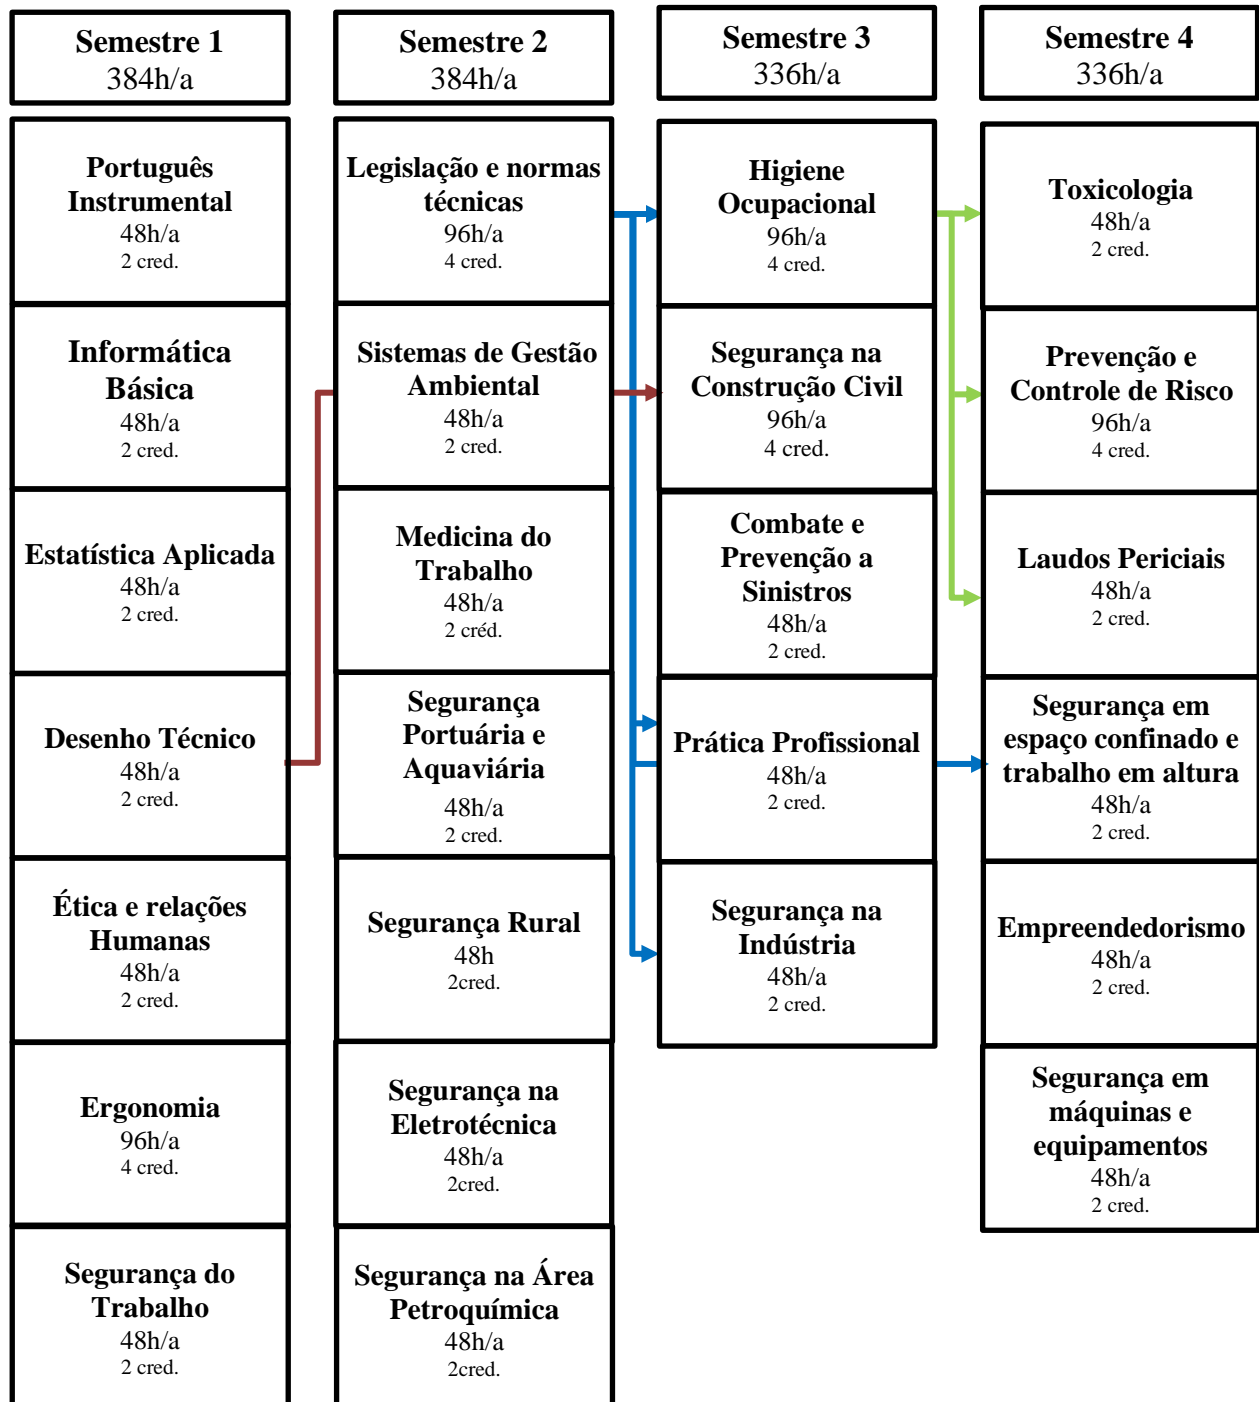 Semestre 1
384h/a
Português
Instrumental
48h/a
2 cred.
Informática
Básica
48h/a
2 cred.
Estatística Aplicada
48h/a
2 cred.
Desenho Técnico
48h/a
2 cred.
Ética e relações
Humanas
48h/a
2 cred.
Ergonomia
96h/a
4 cred.
Segurança do
Trabalho
48h/a
2 cred.
Semestre 2
384h/a
Legislação e normas
técnicas
96h/a
4 cred.
Sistemas de Gestão
Ambiental
48h/a
2 cred.
Medicina do
Trabalho
48h/a
2 créd.
Segurança
Portuária e
Aquaviária
48h/a
2 cred.
Segurança Rural
48h
2cred.
Segurança na
Eletrotécnica
48h/a
2cred.
Segurança na Área
Petroquímica
48h/a
2cred.
Semestre 3
336h/a
Higiene
Ocupacional
96h/a
4 cred.
Segurança na
Construção Civil
96h/a
4 cred.
Combate e
Prevenção a
Sinistros
48h/a
2 cred.
Prática Profissional
48h/a
2 cred.
Segurança na
Indústria
48h/a
2 cred.
Semestre 4
336h/a
Toxicologia
48h/a
2 cred.
Prevenção e
Controle de Risco
96h/a
4 cred.
Laudos Periciais
48h/a
2 cred.
Segurança em
espaço confinado e
trabalho em altura
48h/a
2 cred.
Empreendedorismo
48h/a
2 cred.
Segurança em
máquinas e
equipamentos
48h/a
2 cred.